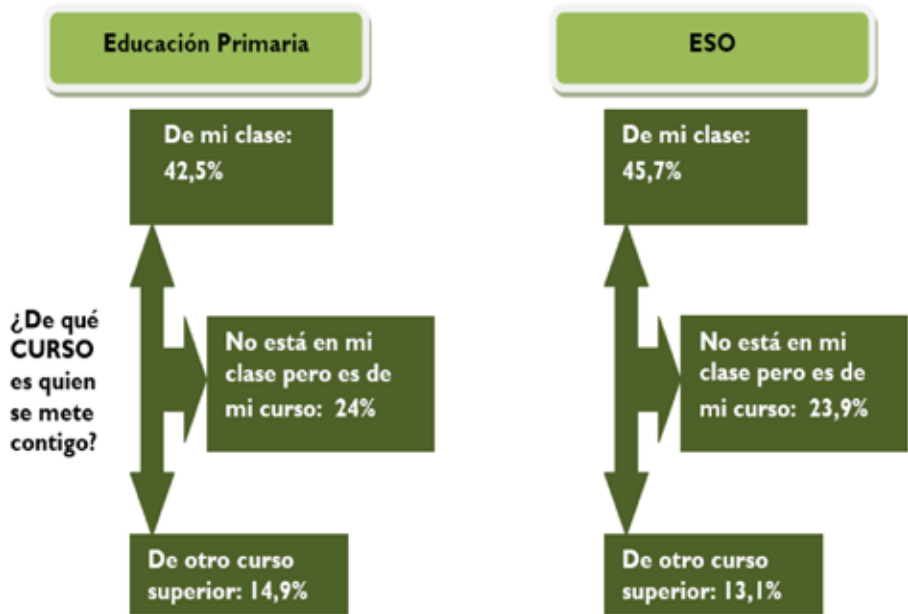 Educación Primaria
ESO
De mi clase:
42,5%
De mi clase:
45,7%
¿De qué
CURSO
es quien
se mete
contigo?
No está en mi
clase pero es de
mi curso: 24%
No está en mi
clase pero es de
mi curso: 23,9%
De otro curso
superior: 14,9%
De otro curso
superior: 13,1%